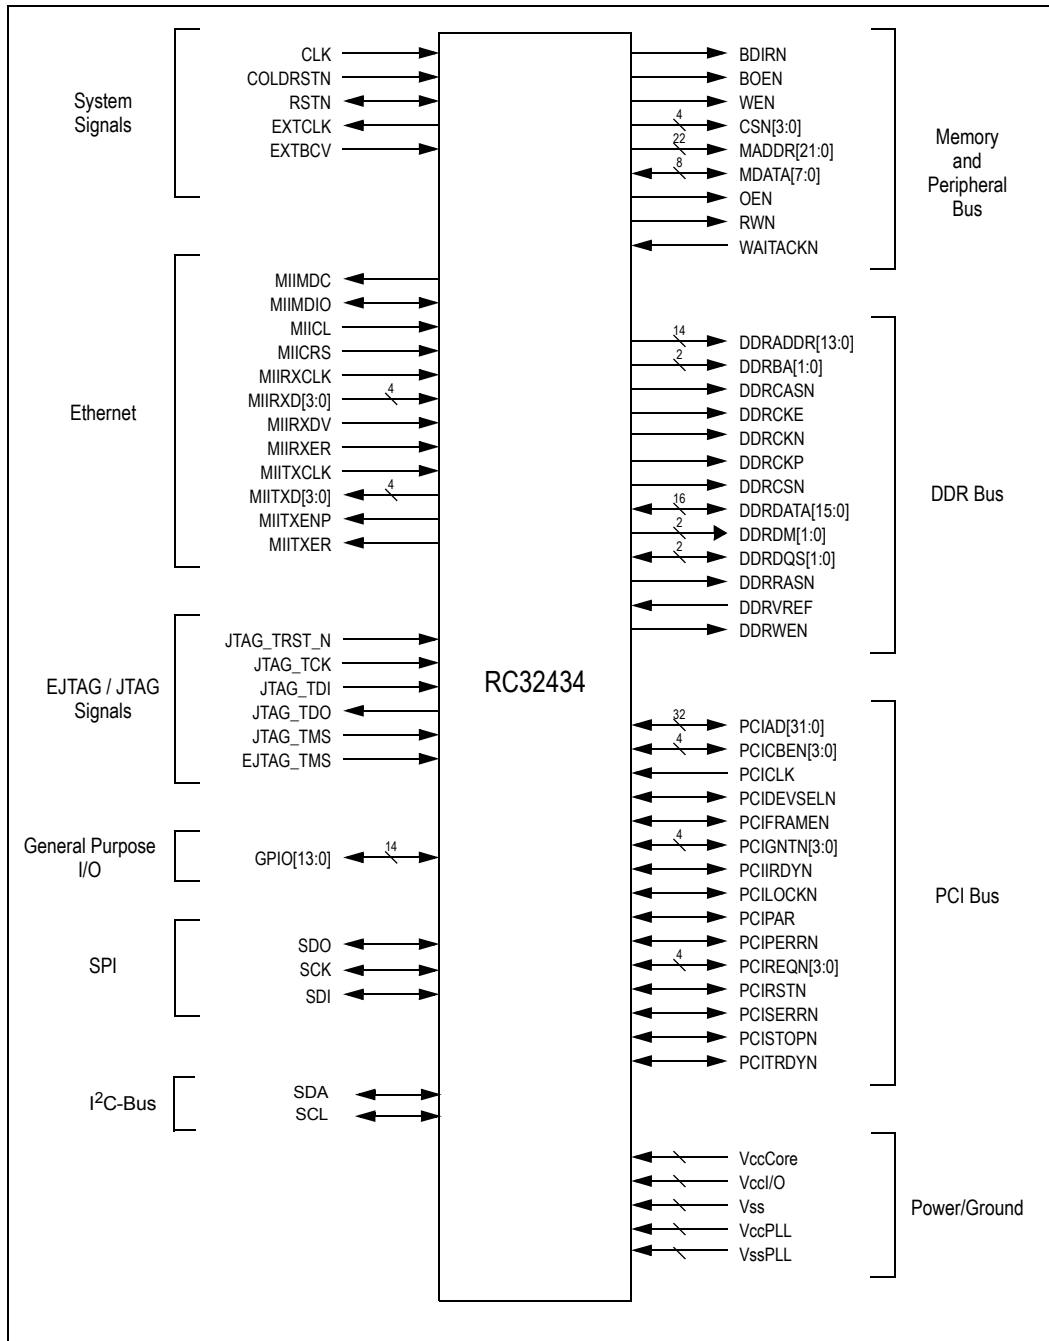 System
Signals
CLK
COLDRSTN
RSTN
EXTCLK
EXTBCV
Ethernet
MIIMDC
MIIMDIO
MIICL
MIICRS
MIIRXCLK
MIIRXD[3:0] 4
MIIRXDV
MIIRXER
MIITXCLK
MIITXD[3:0] 4
MIITXENP
MIITXER
EJTAG / JTAG
Signals
JTAG_TRST_N
JTAG_TCK
JTAG_TDI
JTAG_TDO
JTAG_TMS
EJTAG_TMS
General Purpose
I/O
GPIO[13:0] 14
SPI
SDO
SCK
SDI
I²C-Bus
SDA
SCL
RC32434
BDIRN
BOEN
WEN
4 CSN[3:0]
22 MADDR[21:0]
8 MDATA[7:0]
OEN
RWN
WAITACKN
Memory
and
Peripheral
Bus
14 DDRADDR[13:0]
2 DDRBA[1:0]
DDRCASN
DDRCKE
DDRCKN
DDRCKP
DDRCSN
16 DDRDATA[15:0]
2 DDRDM[1:0]
2 DDRDQS[1:0]
DDRRASN
DDRVREF
DDRWEN
DDR Bus
32 PCIAD[31:0]
4 PCICBEN[3:0]
PCICLK
PCIDEVSELN
PCIFRAMEN
4 PCIGNTN[3:0]
PCIIRDYN
PCILOCKN
PCIPAR
PCIPERRN
4 PCIREQN[3:0]
PCIRSTN
PCISERRN
PCISTOPN
PCITRDYN
PCI Bus
VccCore
VccI/O
Vss
VccPLL
VssPLL
Power/Ground